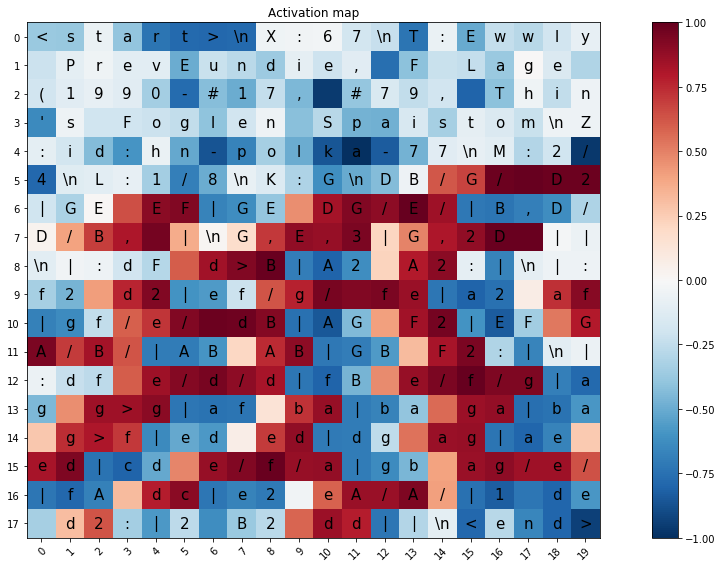 Activation map
0 < s t a r t > \n X : 6 7 \n T : E w w l y
1 P r e v E u n d i e , F L a g e
2 ( 1 9 9 0 - # 1 7 , # 7 9 , T h i n
3 ' s F o g l e n S p a i s t o m \n Z
4 : i d : h n - p o l k a - 7 7 \n M : 2 /
5 4 \n L : 1 / 8 \n K : G \n D B / G / D 2
6 | G E E F | G E D G / E / | B , D /
7 D / B , | \n G , E , 3 | G , 2 D | |
8 \n | : d F d > B | A 2 A 2 : | \n | :
9 f 2 d 2 | e f / g / f e | a 2 a f
10 | g f / e / d B | A G F 2 | E F G
11 A / B / | A B A B | G B F 2 : | \n |
12 : d f e / d / d | f B e / f / g | a
13 g g > g | a f b a | b a g a | b a
14 g > f | e d e d | d g a g | a e
15 e d | c d e / f / a | g b a g / e /
16 | f A d c | e 2 e A / A / | 1 d e
17 d 2 : | 2 B 2 d d | | \n < e n d >
0 1 2 3 4 5 6 7 8 9 10 11 12 13 14 15 16 17 18 19
1.00
0.75
0.50
0.25
0.00
−0.25
−0.50
−0.75
−1.00